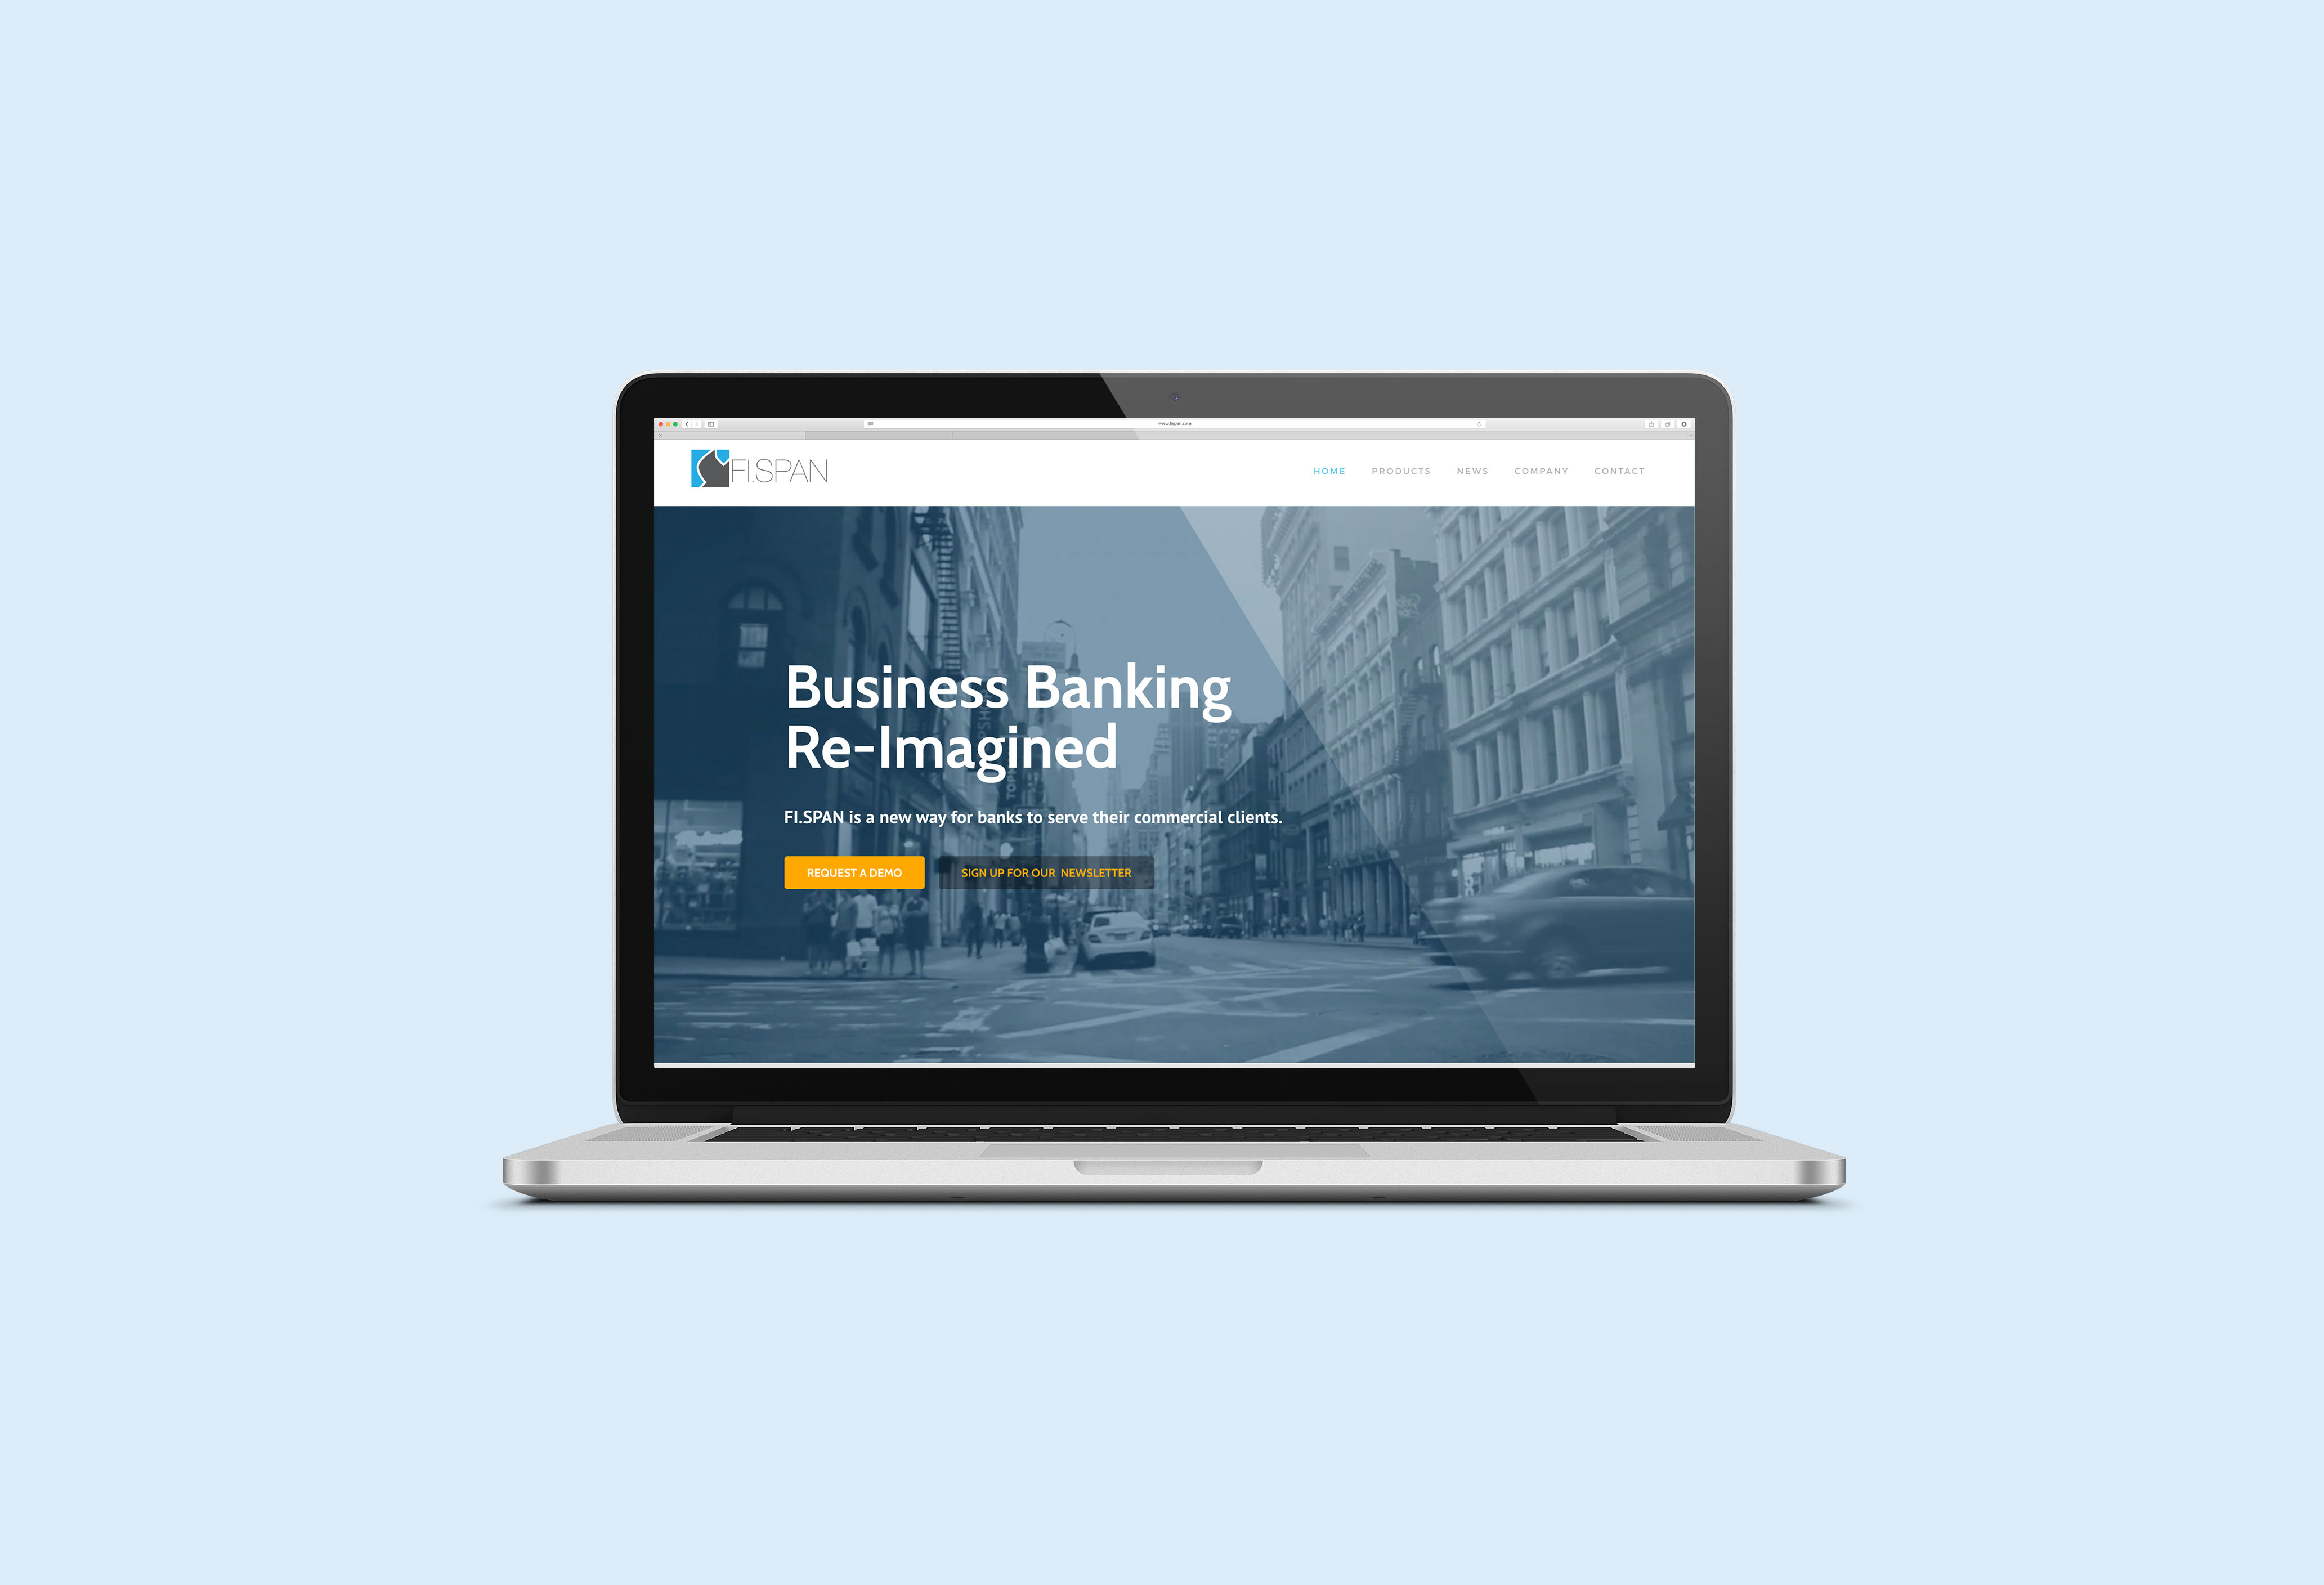 www.fispan.com
FI.SPAN
HOME PRODUCTS NEWS COMPANY CONTACT
Business Banking
Re-Imagined
FI.SPAN is a new way for banks to serve their commercial clients.
REQUEST A DEMO SIGN UP FOR OUR NEWSLETTER